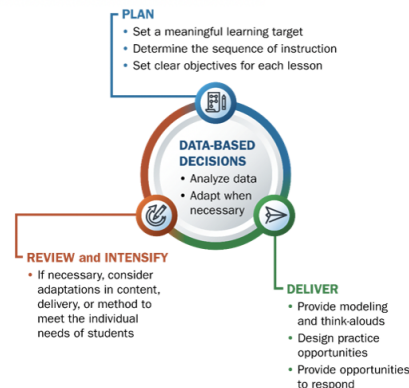 PLAN
• Set a meaningful learning target
• Determine the sequence of instruction
• Set clear objectives for each lesson
DATA-BASED
DECISIONS
• Analyze data
• Adapt when
necessary
REVIEW and INTENSIFY
• If necessary, consider
adaptations in content,
delivery, or method to
meet the individual
needs of students
DELIVER
• Provide modeling
and think-alouds
• Design practice
opportunities
• Provide opportunities
to respond